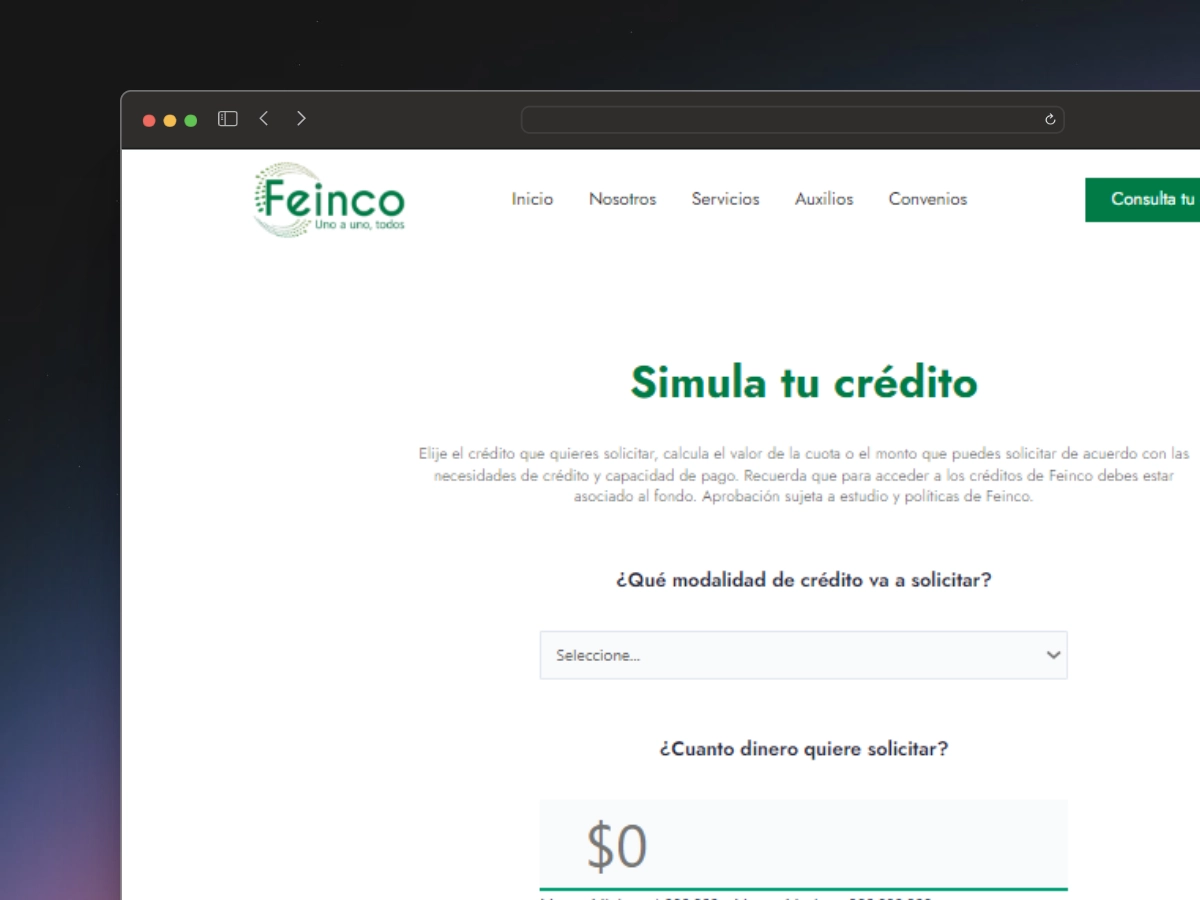 Feinco
Uno a uno, todos
Inicio
Nosotros
Servicios
Auxilios
Convenios
Consulta tu
Simula tu crédito
Elije el crédito que quieres solicitar, calcula el valor de la cuota o el monto que puedes solicitar de acuerdo con las
necesidades de crédito y capacidad de pago. Recuerda que para acceder a los créditos de Feinco debes estar
asociado al fondo. Aprobación sujeta a estudio y políticas de Feinco.
¿Qué modalidad de crédito va a solicitar?
Seleccione...
¿Cuanto dinero quiere solicitar?
$0